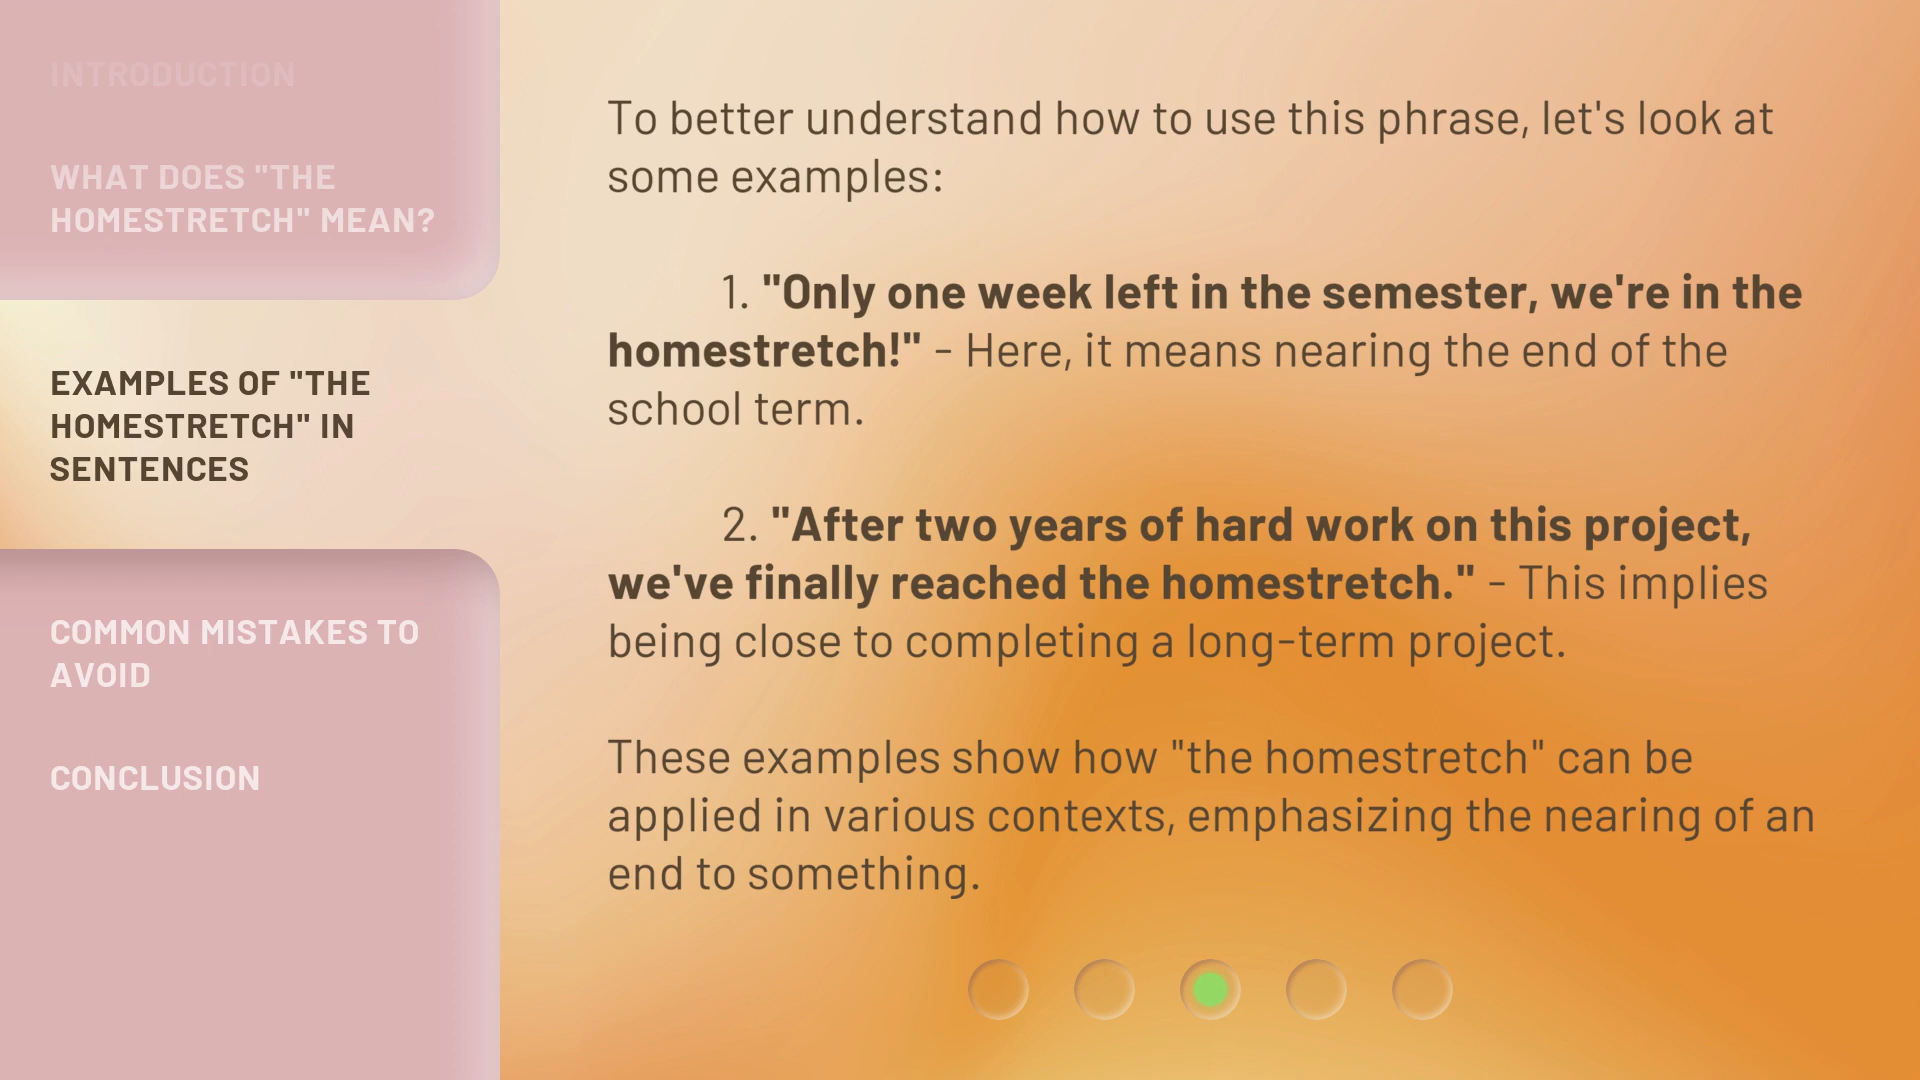 INTRODUCTION
WHAT DOES "THE
HOMESTRETCH" MEAN?
EXAMPLES OF "THE
HOMESTRETCH" IN
SENTENCES
COMMON MISTAKES TO
AVOID
CONCLUSION
To better understand how to use this phrase, let's look at
some examples:
1. "Only one week left in the semester, we're in the
homestretch!" - Here, it means nearing the end of the
school term.
2. "After two years of hard work on this project,
we've finally reached the homestretch." - This implies
being close to completing a long-term project.
These examples show how "the homestretch" can be
applied in various contexts, emphasizing the nearing of an
end to something.